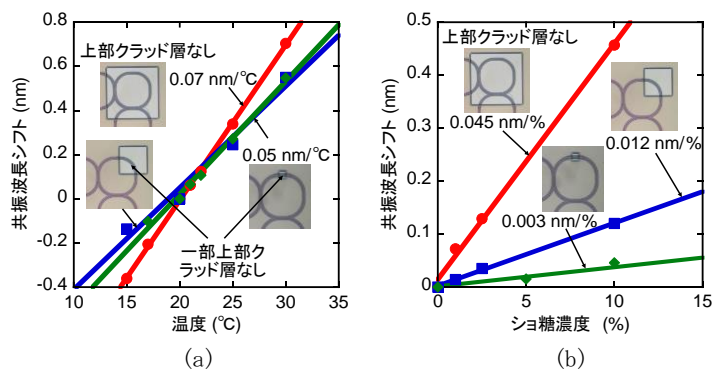 上部クラッド層なし
0.07 nm/℃
0.05 nm/℃
一部上部ク
ラッド層なし
共振波長シフト (nm)
0.8
0.6
0.4
0.2
0
-0.2
-0.4
10 15 20 25 30 35
温度 (℃)
(a)
上部クラッド層なし
0.045 nm/%
0.012 nm/%
0.003 nm/%
共振波長シフト (nm)
0.5
0.4
0.3
0.2
0.1
0
0 5 10 15
ショ糖濃度 (%)
(b)